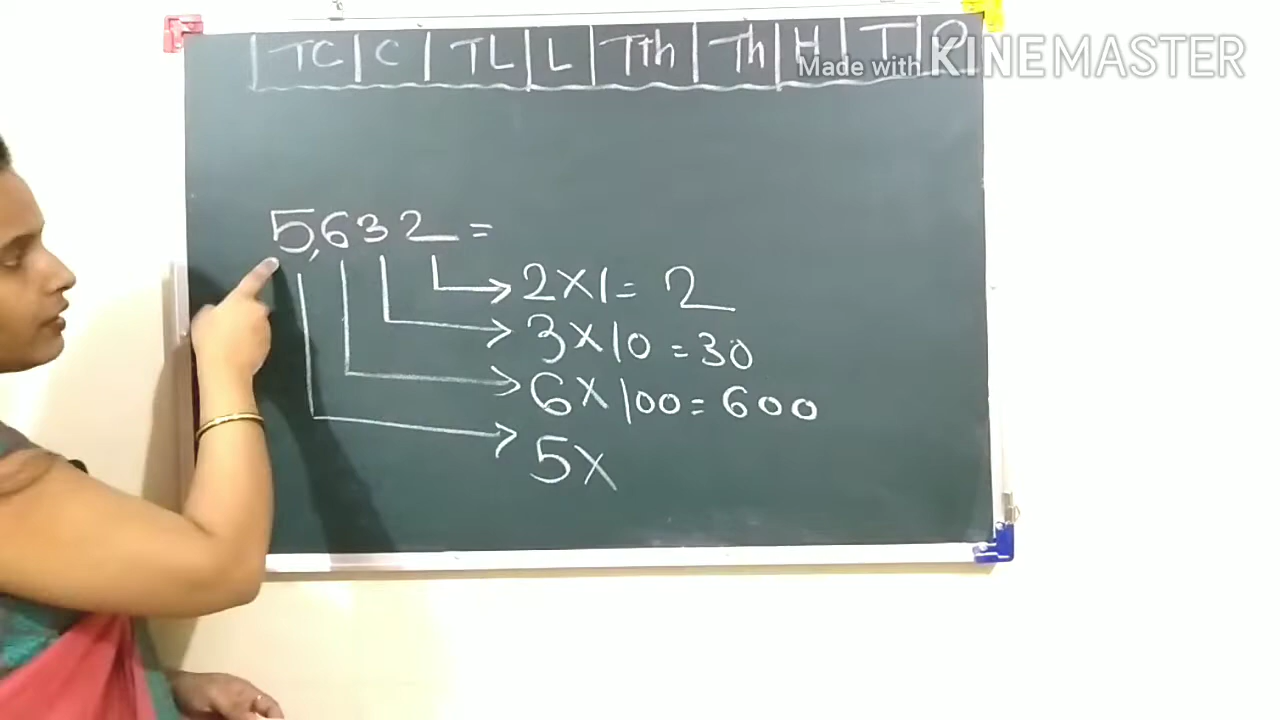 TC C TL L Tth Th H T O
Made with KINEMASTER
5,632 =
2 × 1 = 2
3 × 10 = 30
6 × 100 = 600
5 ×